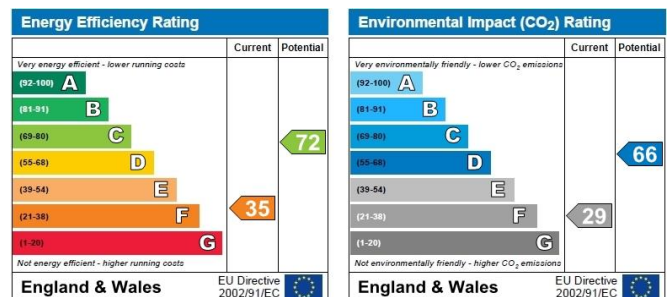 Energy Efficiency Rating
Current Potential
Very energy efficient - lower running costs
(92-100) A
(81-91) B
(69-80) C
72
(55-68) D
(39-54) E
(21-38) F
35
(1-20) G
Not energy efficient - higher running costs
England & Wales
EU Directive
2002/91/EC
Environmental Impact (CO2) Rating
Current Potential
Very environmentally friendly - lower CO2 emissions
(92-100) A
(81-91) B
(69-80) C
(55-68) D
66
(39-54) E
(21-38) F
29
(1-20) G
Not environmentally friendly - higher CO2 emissions
England & Wales
EU Directive
2002/91/EC